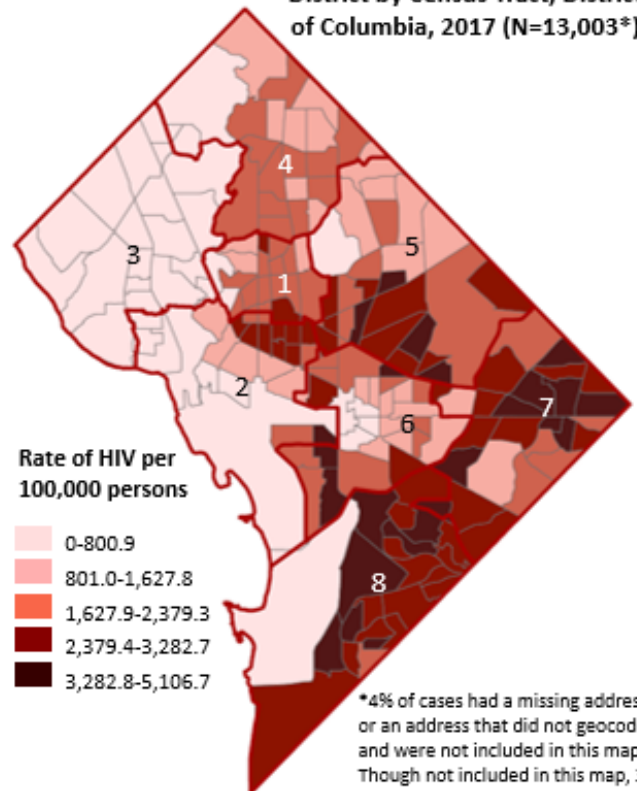 District by Census Tract, District
of Columbia, 2017 (N=13,003*)
4
3
5
1
2
7
6
Rate of HIV per
100,000 persons
0-800.9
801.0-1,627.8
1,627.9-2,379.3
2,379.4-3,282.7
3,282.8-5,106.7
8
*4% of cases had a missing address
or an address that did not geocod
and were not included in this map
Though not included in this map,